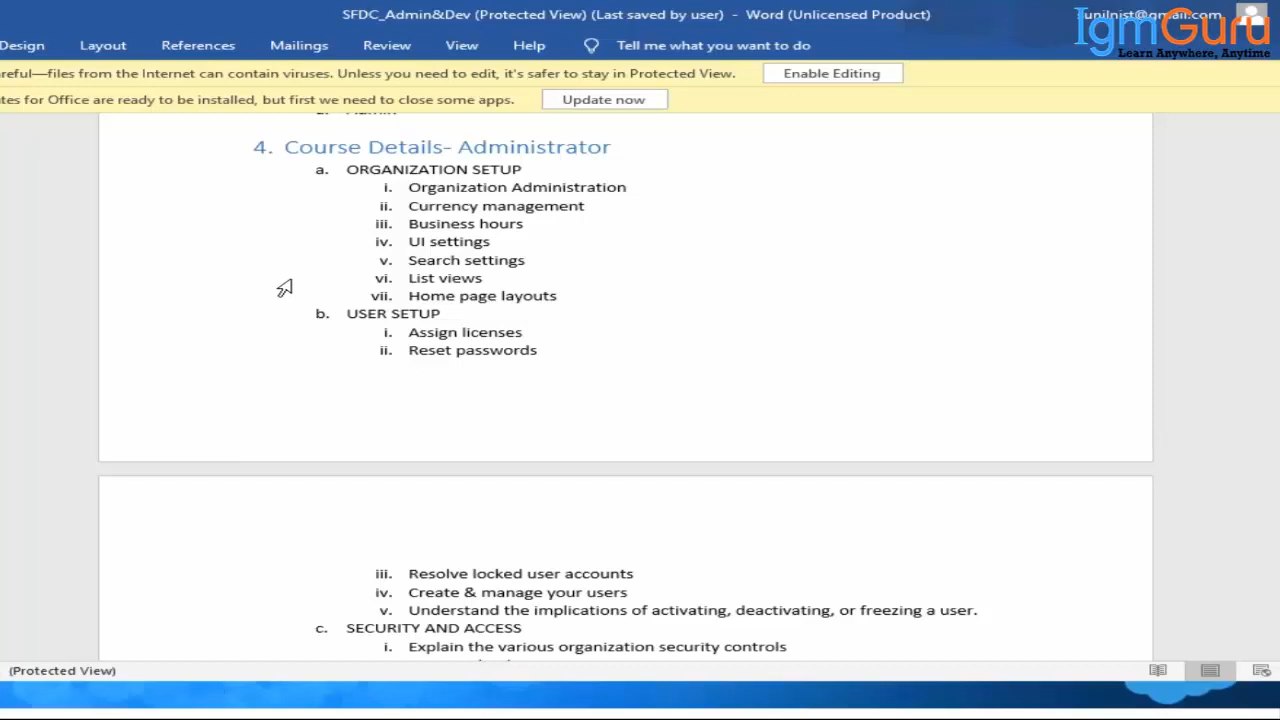 SFDC_Admin&Dev (Protected View) (Last saved by user) - Word (Unlicensed Product)
sunilnist@gmail.com
IgmGuru
Learn Anywhere, Anytime
Design Layout References Mailings Review View Help Tell me what you want to do
areful—files from the Internet can contain viruses. Unless you need to edit, it's safer to stay in Protected View. Enable Editing
ates for Office are ready to be installed, but first we need to close some apps. Update now
4. Course Details- Administrator
a. ORGANIZATION SETUP
i. Organization Administration
ii. Currency management
iii. Business hours
iv. UI settings
v. Search settings
vi. List views
vii. Home page layouts
b. USER SETUP
i. Assign licenses
ii. Reset passwords
iii. Resolve locked user accounts
iv. Create & manage your users
v. Understand the implications of activating, deactivating, or freezing a user.
c. SECURITY AND ACCESS
i. Explain the various organization security controls
(Protected View)